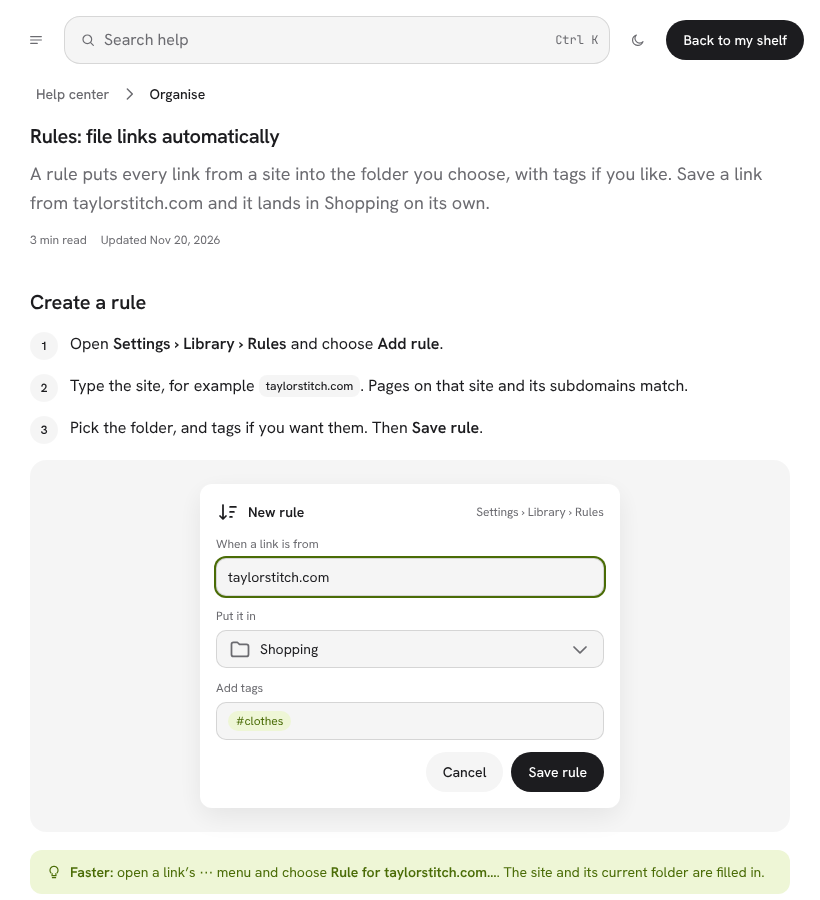 Search help
Ctrl K
Back to my shelf
Help center
Organise
Rules: file links automatically
A rule puts every link from a site into the folder you choose, with tags if you like. Save a link
from taylorstitch.com and it lands in Shopping on its own.
3 min read Updated Nov 20, 2026
Create a rule
1 Open Settings › Library › Rules and choose Add rule.
2 Type the site, for example taylorstitch.com. Pages on that site and its subdomains match.
3 Pick the folder, and tags if you want them. Then Save rule.
New rule
Settings › Library › Rules
When a link is from
taylorstitch.com
Put it in
Shopping
Add tags
#clothes
Cancel
Save rule
Faster: open a link’s ··· menu and choose Rule for taylorstitch.com.... The site and its current folder are filled in.